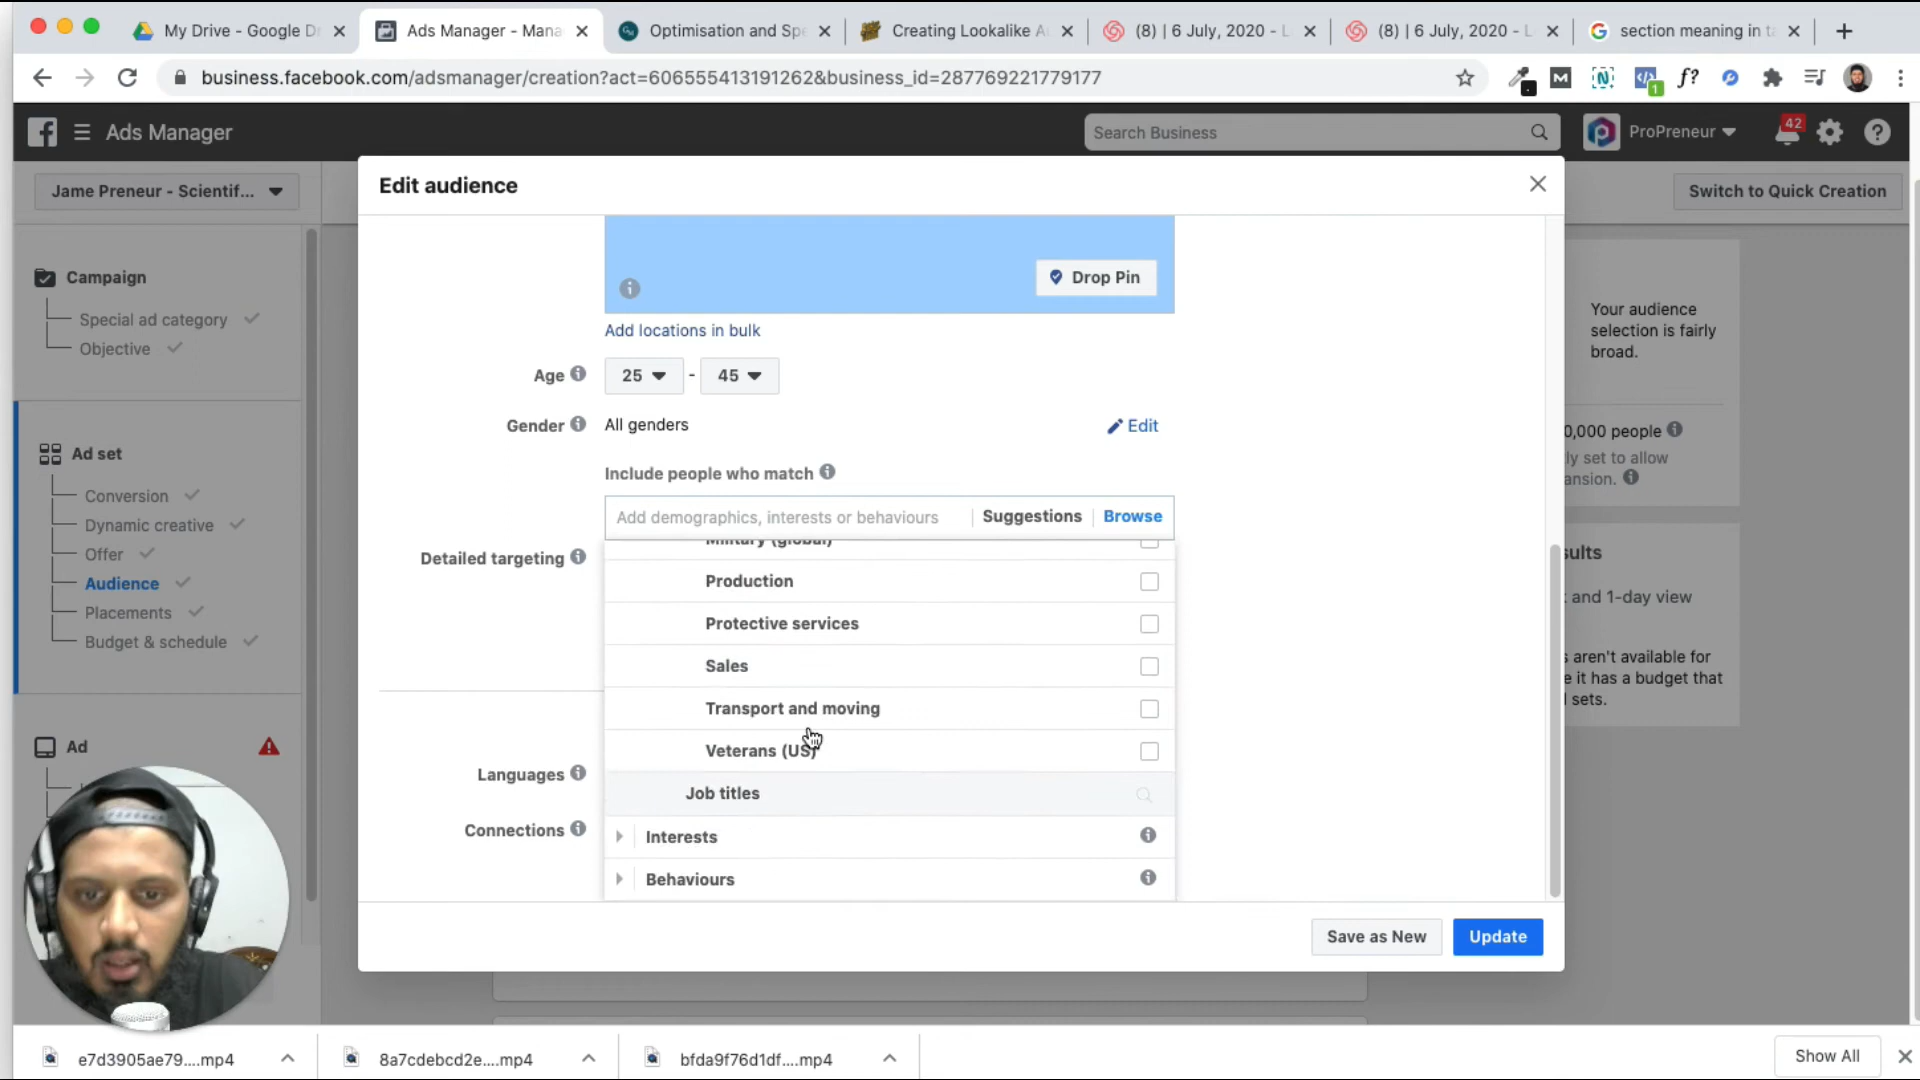 My Drive - Google Dr
Ads Manager - Mana
Optimisation and Spe
Creating Lookalike A
(8) | 6 July, 2020 - L
(8) | 6 July, 2020 - L
section meaning in ta
business.facebook.com/adsmanager/creation?act=606555413191262&business_id=287769221779177
Ads Manager
Search Business
ProPreneur
42
Jame Preneur - Scientif...
Switch to Quick Creation
Edit audience
Campaign
Special ad category
Objective
Ad set
Conversion
Dynamic creative
Offer
Audience
Placements
Budget & schedule
Ad
Drop Pin
Add locations in bulk
Age
25
-
45
Gender
All genders
Edit
Include people who match
Add demographics, interests or behaviours
Suggestions
Browse
Detailed targeting
Military (global)
Production
Protective services
Sales
Transport and moving
Veterans (US)
Job titles
Interests
Behaviours
Languages
Connections
Save as New
Update
Your audience
selection is fairly
broad.
0,000 people
ly set to allow
ansion.
sults
and 1-day view
s aren't available for
e it has a budget that
sets.
e7d3905ae79....mp4
8a7cdebcd2e....mp4
bfda9f76d1df....mp4
Show All